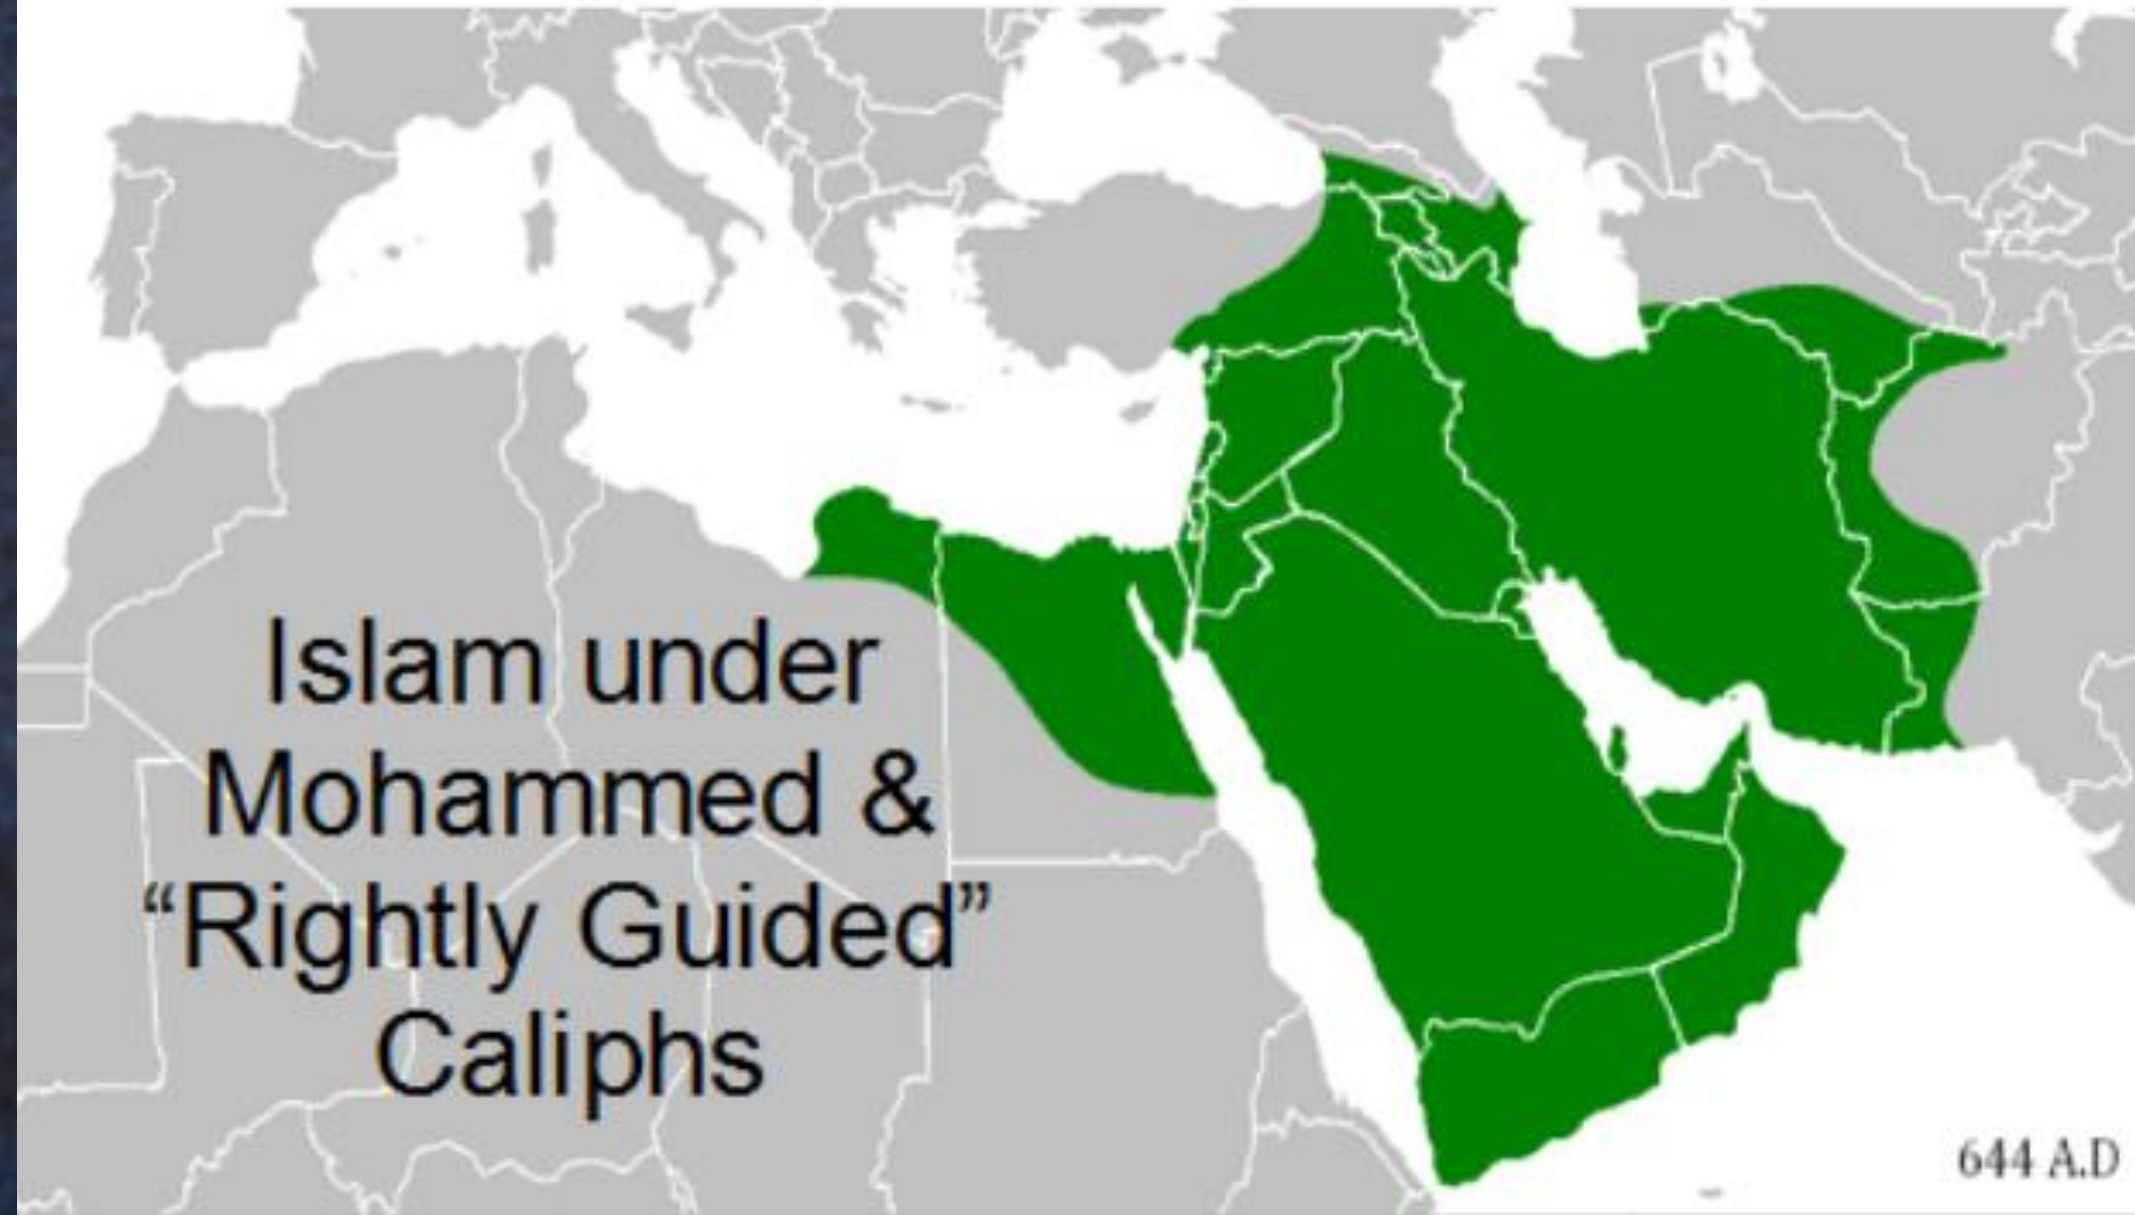 Islam under
Mohammed &
“Rightly Guided”
Caliphs
644 A.D